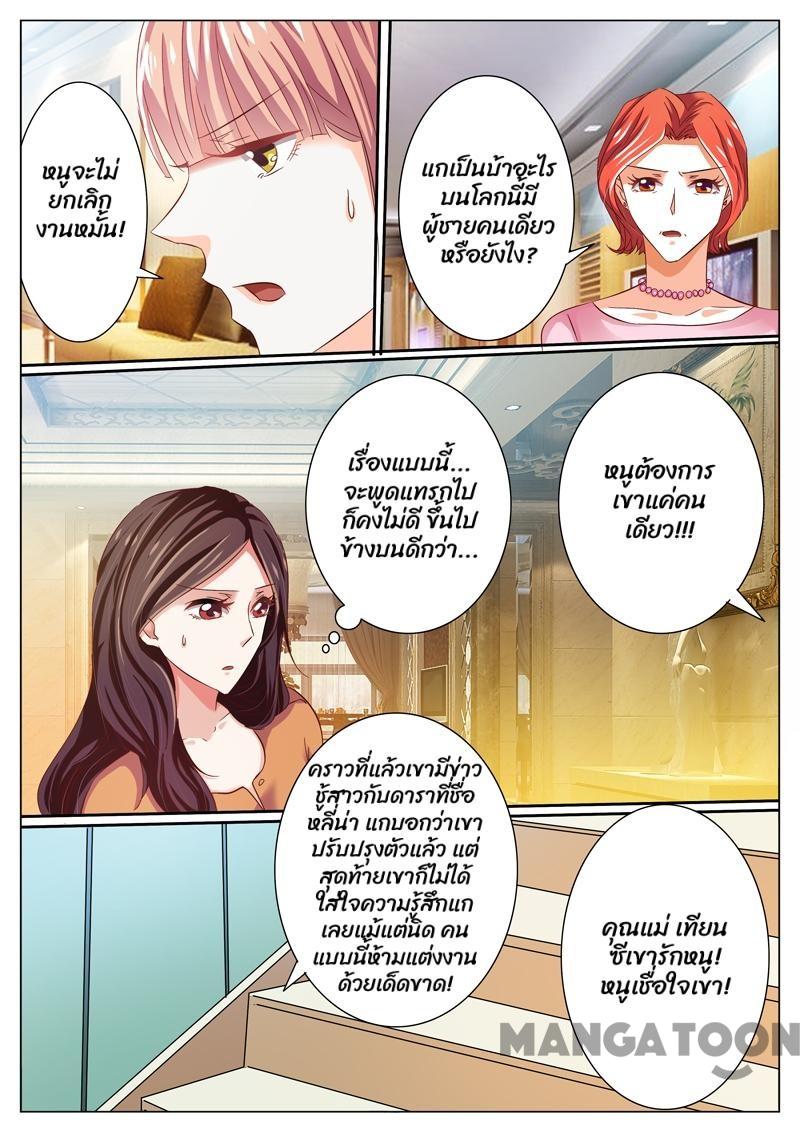 หนูจะไม่
ยกเลิก
งานหมั้น!
แกเป็นบ้าอะไร
บนโลกนี้มี
ผู้ชายคนเดียว
หรือยังไง?
เรื่องแบบนี้...
จะพูดแทรกไป
ก็คงไม่ดี ขึ้นไป
ข้างบนดีกว่า...
หนูต้องการ
เขาแค่คน
เดียว!!!
คราวที่แล้วเขามีข่าว
ชู้สาวกับดาราที่ชื่อ
หลี่น่า แกบอกว่าเขา
ปรับปรุงตัวแล้ว แต่
สุดท้ายเขาก็ไม่ได้
ใส่ใจความรู้สึกแก
เลยแม้แต่นิด คน
แบบนี้ห้ามแต่งงาน
ด้วยเด็ดขาด!
คุณแม่ เทียน
ซีเขารักหนู!
หนูเชื่อใจเขา!
MANGATOON